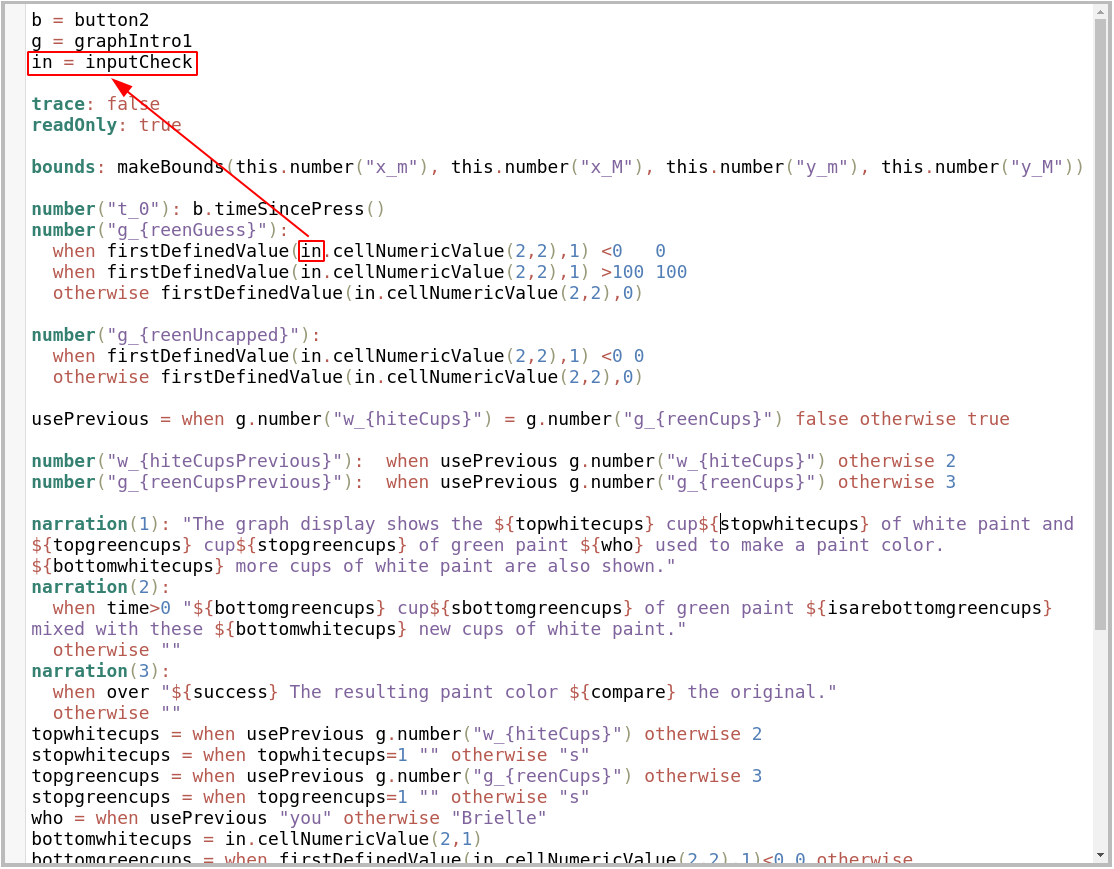 b = button2
g = graphIntro1
in = inputCheck
trace: false
readOnly: true
bounds: makeBounds(this.number("x_m"), this.number("x_M"), this.number("y_m"), this.number("y_M"))
number("t_0"): b.timeSincePress()
number("g_{reenGuess}"):
when firstDefinedValue(in.cellNumericValue(2,2),1) <0   0
when firstDefinedValue(in.cellNumericValue(2,2),1) >100 100
otherwise firstDefinedValue(in.cellNumericValue(2,2),0)
number("g_{reenUncapped}"):
when firstDefinedValue(in.cellNumericValue(2,2),1) <0 0
otherwise firstDefinedValue(in.cellNumericValue(2,2),0)
usePrevious = when g.number("w_{hiteCups}") = g.number("g_{reenCups}") false otherwise true
number("w_{hiteCupsPrevious}"):  when usePrevious g.number("w_{hiteCups}") otherwise 2
number("g_{reenCupsPrevious}"):  when usePrevious g.number("g_{reenCups}") otherwise 3
narration(1): "The graph display shows the ${topwhitecups} cup${stopwhitecups} of white paint and
${topgreencups} cup${stopgreencups} of green paint ${who} used to make a paint color.
${bottomwhitecups} more cups of white paint are also shown."
narration(2):
when time>0 "${bottomgreencups} cup${sbottomgreencups} of green paint ${isarebottomgreencups}
mixed with these ${bottomwhitecups} new cups of white paint."
otherwise ""
narration(3):
when over "${success} The resulting paint color ${compare} the original."
otherwise ""
topwhitecups = when usePrevious g.number("w_{hiteCups}") otherwise 2
stopwhitecups = when topwhitecups=1 "" otherwise "s"
topgreencups = when usePrevious g.number("g_{reenCups}") otherwise 3
stopgreencups = when topgreencups=1 "" otherwise "s"
who = when usePrevious "you" otherwise "Brielle"
bottomwhitecups = in.cellNumericValue(2,1)
bottomgreencups = when firstDefinedValue(in.cellNumericValue(2,2),1)<0 0 otherwise